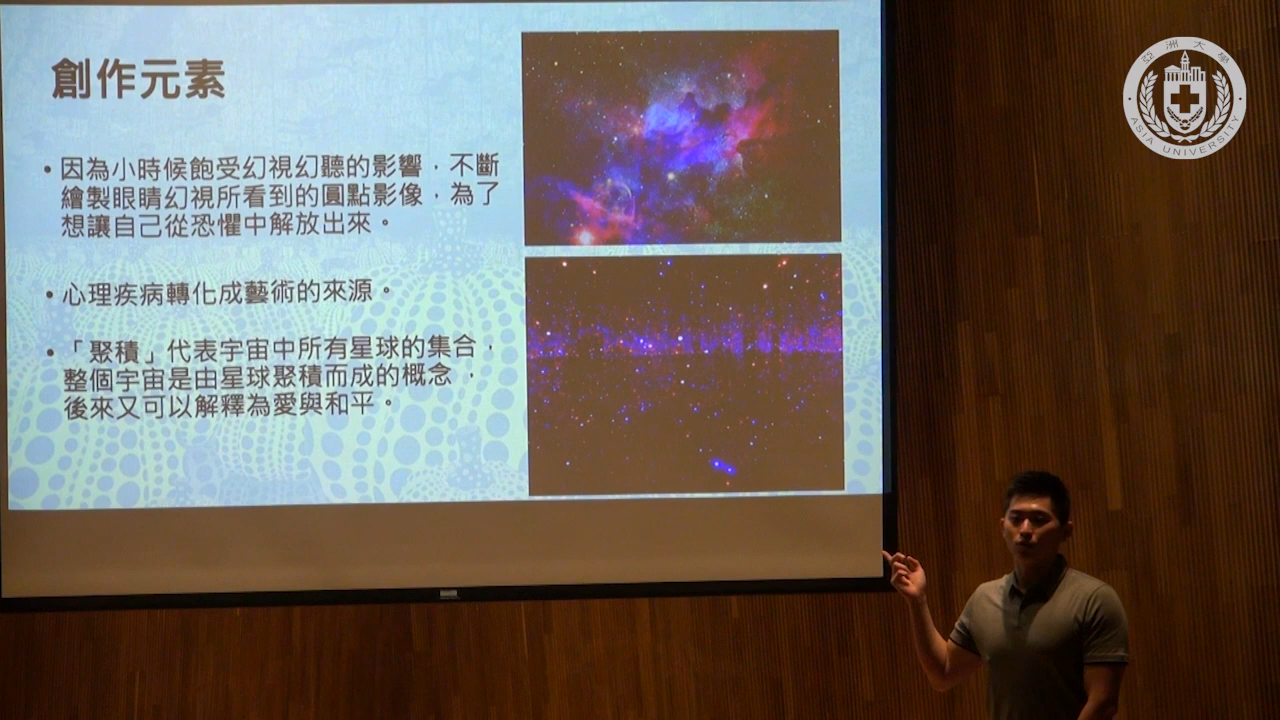 創作元素
• 因為小時候飽受幻視幻聽的影響，不斷
繪製眼睛幻視所看到的圓點影像，為了
想讓自己從恐懼中解放出來。
• 心理疾病轉化成藝術的來源。
• 「聚積」代表宇宙中所有星球的集合，
整個宇宙是由星球聚積而成的概念，
後來又可以解釋為愛與和平。
亞洲大學
ASIA UNIVERSITY